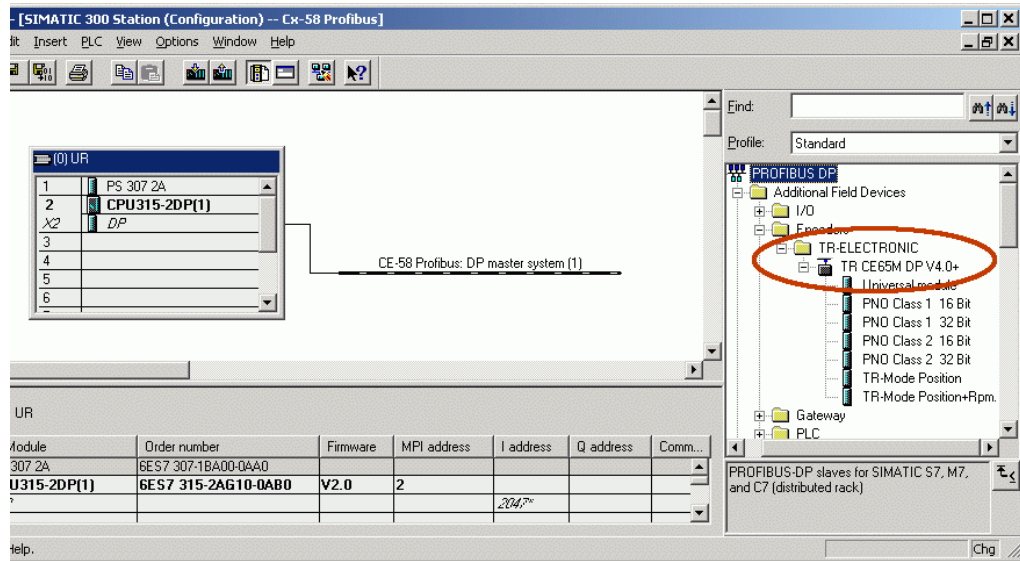 - [SIMATIC 300 Station (Configuration) -- Cx-58 Profibus]
dit Insert PLC View Options Window Help
Find:
Profile: Standard
(0) UR
1 PS 307 2A
2 CPU315-2DP(1)
X2 DP
3
4
5
6
CE-58 Profibus: DP master system (1)
PROFIBUS DP
Additional Field Devices
I/O
Encoders
TR-ELECTRONIC
TR CE65M DP V4.0+
Universal module
PNO Class 1 16 Bit
PNO Class 1 32 Bit
PNO Class 2 16 Bit
PNO Class 2 32 Bit
TR-Mode Position
TR-Mode Position+Rpm.
Gateway
PLC
UR
Module Order number Firmware MPI address I address Q address Comm...
307 2A 6ES7 307-1BA00-0AA0
U315-2DP(1) 6ES7 315-2AG10-0AB0 V2.0 2
2047*
PROFIBUS-DP slaves for SIMATIC S7, M7,
and C7 (distributed rack)
Help.
Chg